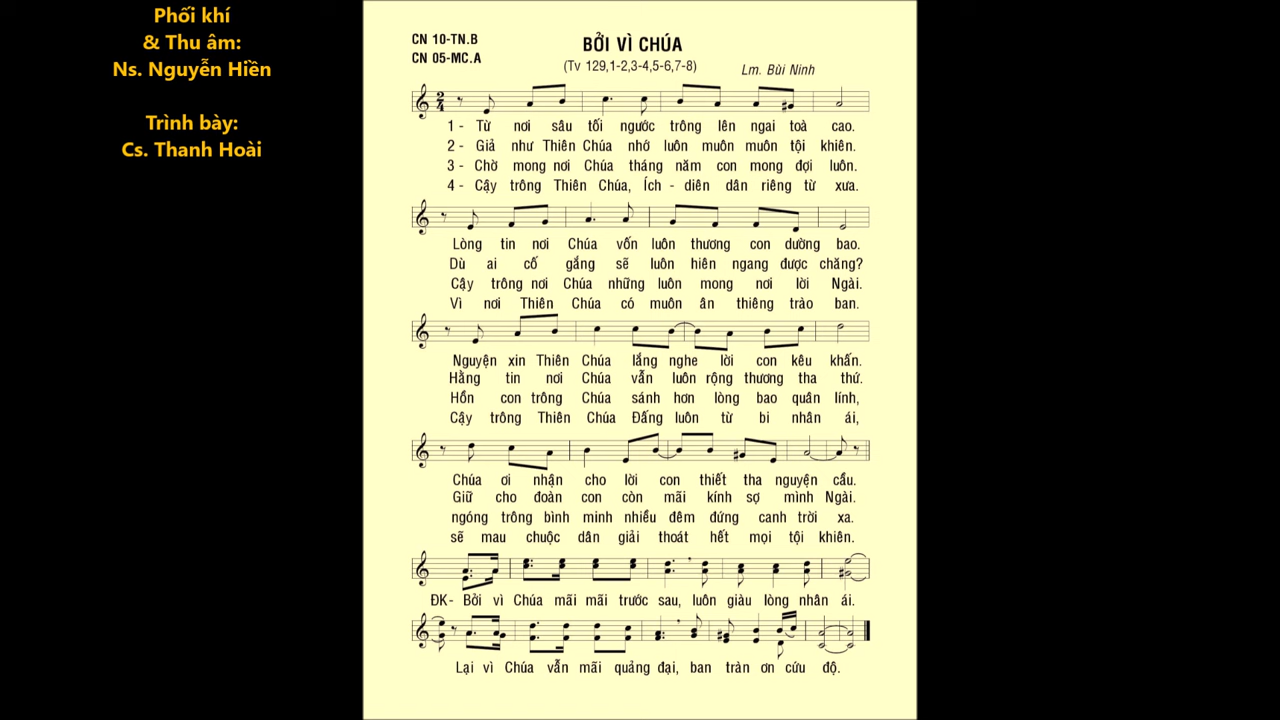 Phối khí
& Thu âm:
Ns. Nguyễn Hiền
Trình bày:
Cs. Thanh Hoài
CN 10-TN.B
CN 05-MC.A
BỞI VÌ CHÚA
(Tv 129,1-2,3-4,5-6,7-8)
Lm. Bùi Ninh
1 - Từ nơi sâu tối ngước trông lên ngai toà cao.
2 - Giả như Thiên Chúa nhớ luôn muôn muôn tội khiên.
3 - Chờ mong nơi Chúa tháng năm con mong đợi luôn.
4 - Cậy trông Thiên Chúa, Ích - diên dân riêng từ xưa.
Lòng tin nơi Chúa vốn luôn thương con dường bao.
Dù ai cố gắng sẽ luôn hiên ngang được chăng?
Cậy trông nơi Chúa những luôn mong nơi lời Ngài.
Vì nơi Thiên Chúa có muôn ân thiêng trào ban.
Nguyện xin Thiên Chúa lắng nghe lời con kêu khấn.
Hằng tin nơi Chúa vẫn luôn rộng thương tha thứ.
Hồn con trông Chúa sánh hơn lòng bao quân lính,
Cậy trông Thiên Chúa Đấng luôn từ bi nhân ái,
Chúa ơi nhận cho lời con thiết tha nguyện cầu.
Giữ cho đoàn con còn mãi kính sợ mình Ngài.
ngóng trông bình minh nhiều đêm đứng canh trời xa.
sẽ mau chuộc dân giải thoát hết mọi tội khiên.
ĐK- Bởi vì Chúa mãi mãi trước sau, luôn giàu lòng nhân ái.
Lại vì Chúa vẫn mãi quảng đại, ban tràn ơn cứu độ.